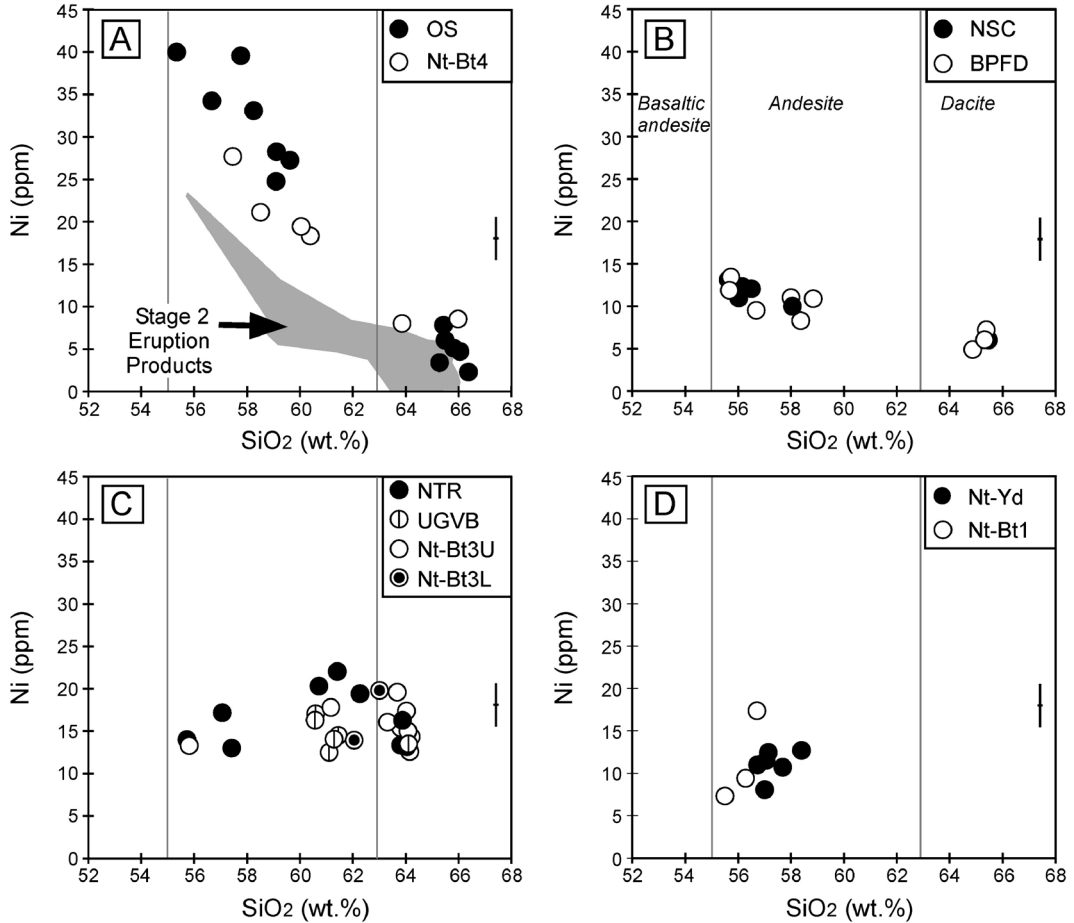 A
OS
Nt-Bt4
45
40
35
30
25
20
15
10
5
0
Ni (ppm)
Stage 2
Eruption
Products
52 54 56 58 60 62 64 66 68
SiO2 (wt.%)
B
NSC
BPFD
Basaltic
andesite
Andesite
Dacite
45
40
35
30
25
20
15
10
5
0
Ni (ppm)
52 54 56 58 60 62 64 66 68
SiO2 (wt.%)
C
NTR
UGVB
Nt-Bt3U
Nt-Bt3L
45
40
35
30
25
20
15
10
5
0
Ni (ppm)
52 54 56 58 60 62 64 66 68
SiO2 (wt.%)
D
Nt-Yd
Nt-Bt1
45
40
35
30
25
20
15
10
5
0
Ni (ppm)
52 54 56 58 60 62 64 66 68
SiO2 (wt.%)